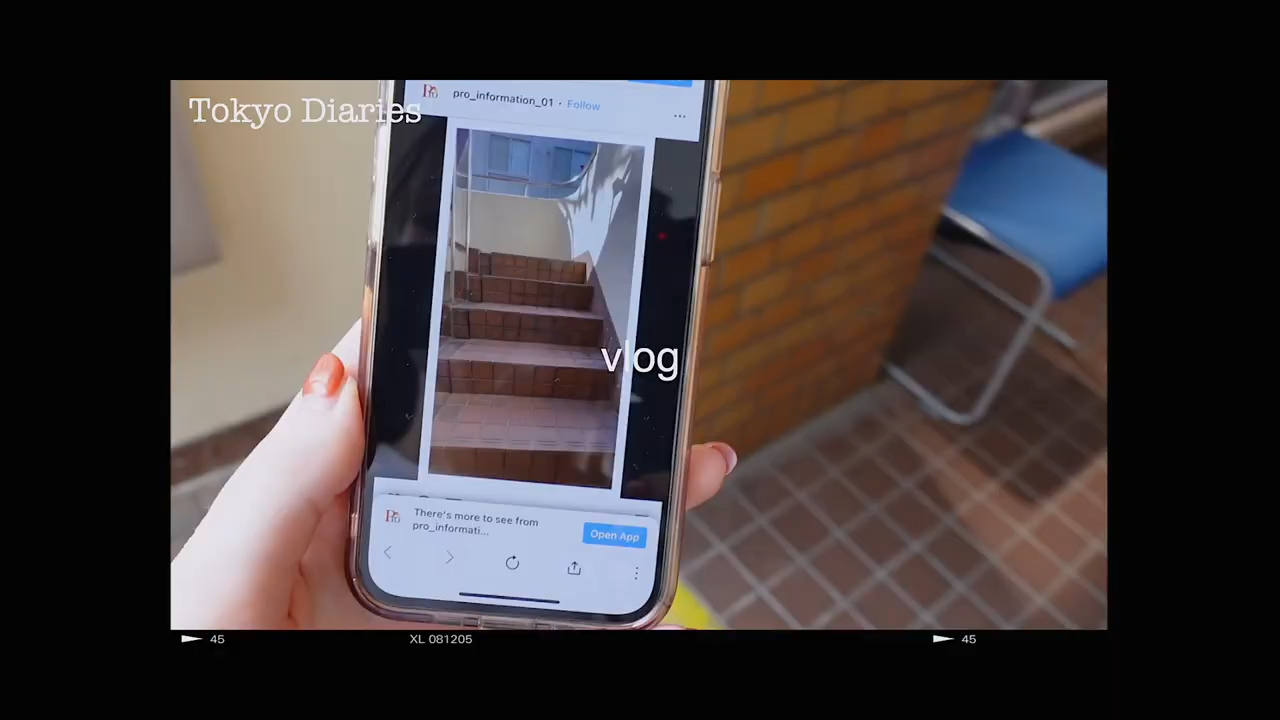 Tokyo Diaries
pro_information_01 • Follow
vlog
There's more to see from
pro_informati...
Open App
45
XL 081205
45